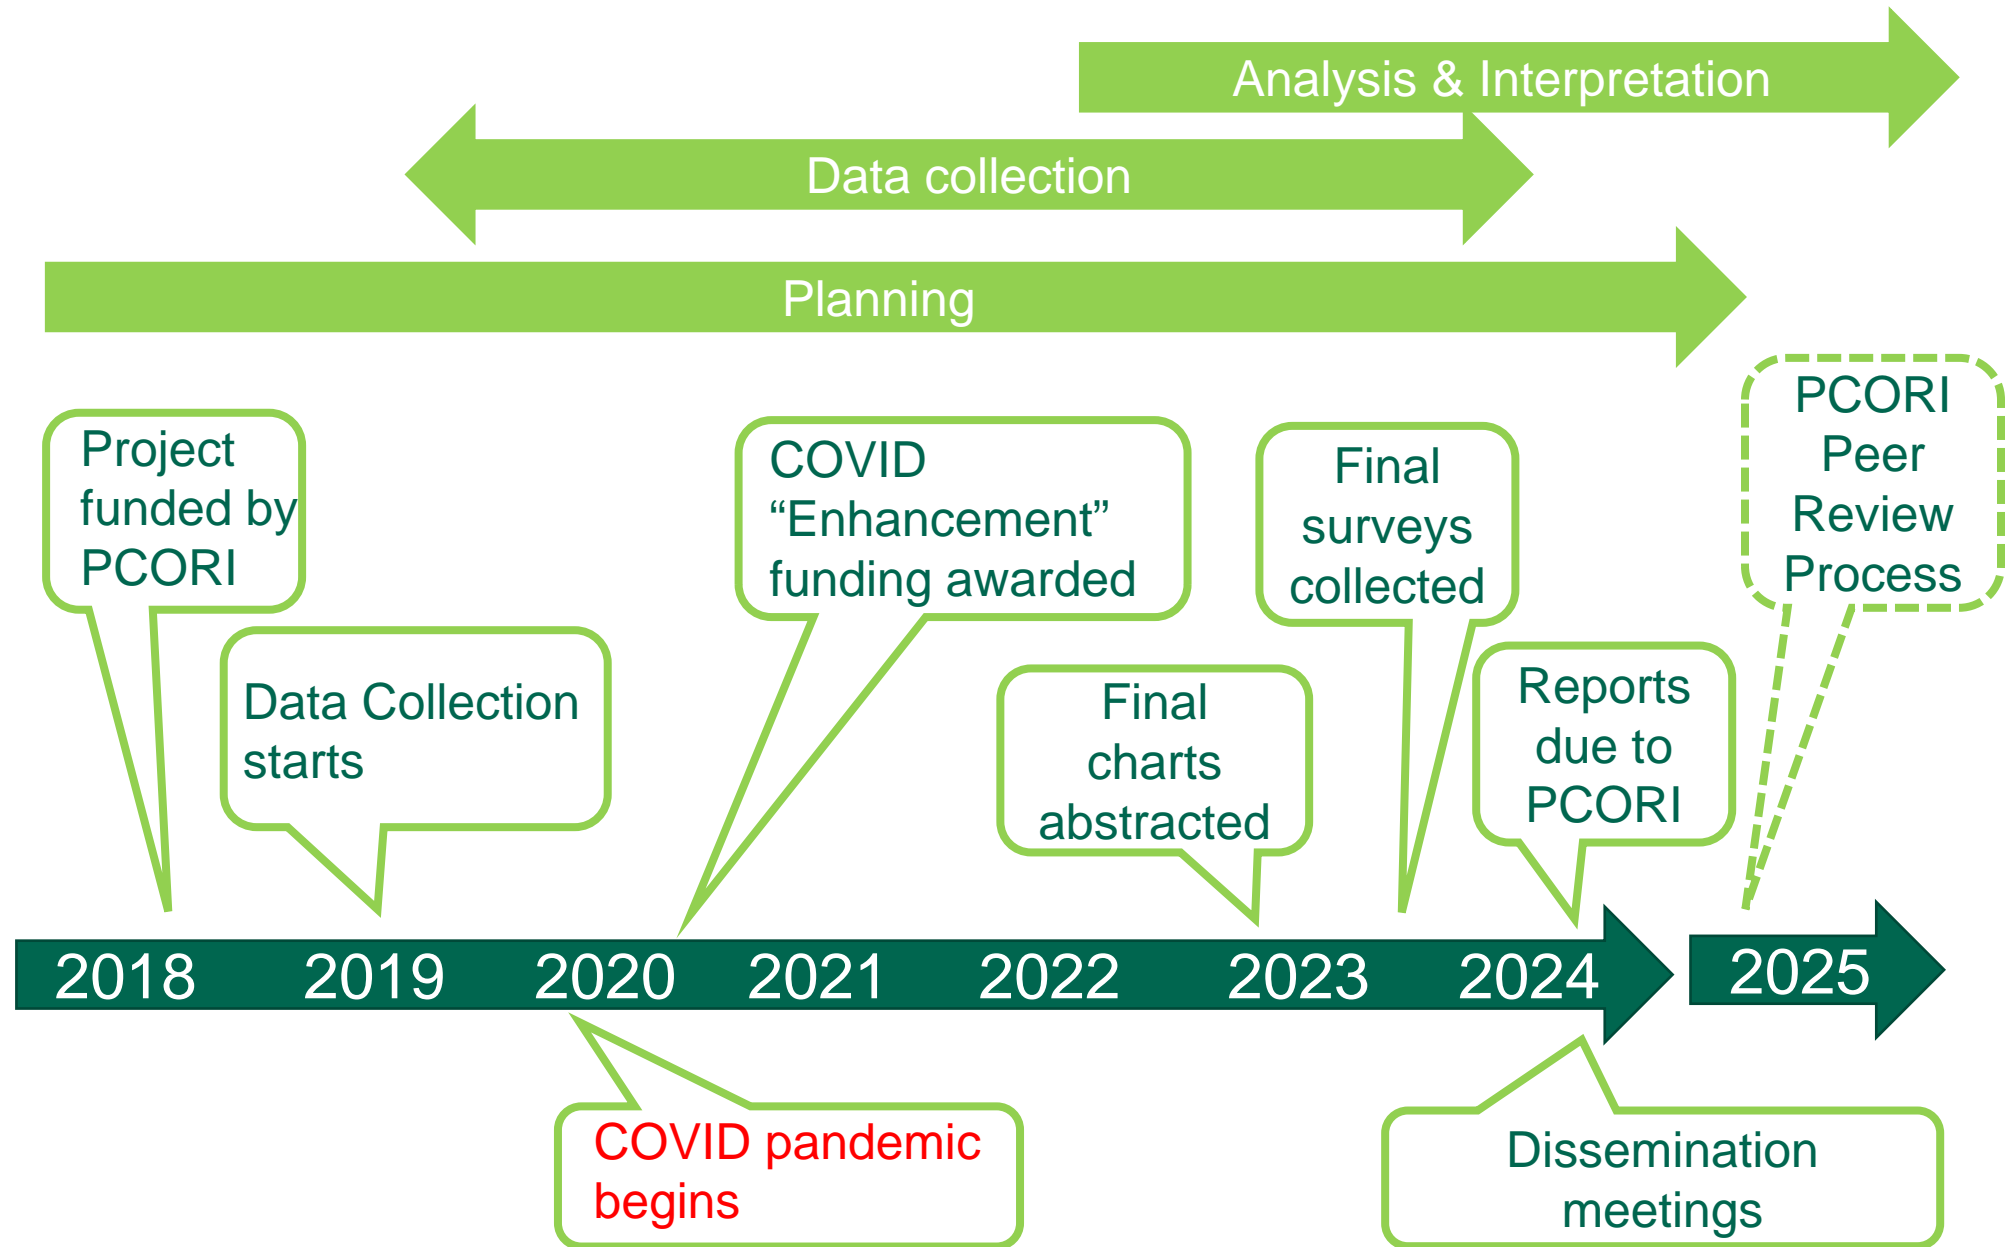 Analysis & Interpretation
Data collection
Planning
Project
funded by
PCORI
Data Collection
starts
COVID
“Enhancement”
funding awarded
Final
charts
abstracted
Final
surveys
collected
Reports
due to
PCORI
PCORI
Peer
Review
Process
2018 2019 2020 2021 2022 2023 2024 2025
COVID pandemic
begins
Dissemination
meetings